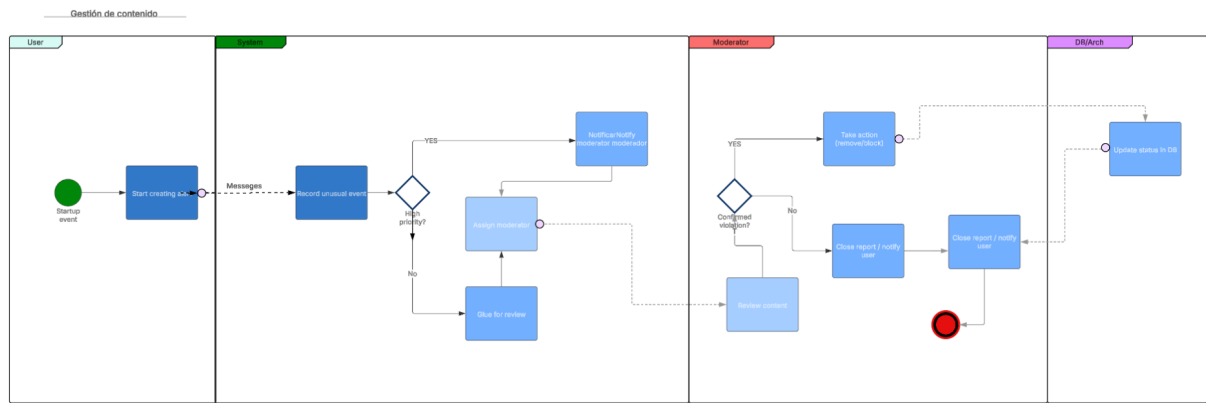 Gestión de contenido
User
System
Moderator
DB/Arch
Startup
event
Start creating a
Messeges
Record unusual event
High
priority?
YES
No
NotificarNotify
moderator moderador
Assign moderator
Glue for review
Review content
Confirmed
violation?
YES
No
Take action
(remove/block)
Close report / notify
user
Close report / notify
user
Update status in DB